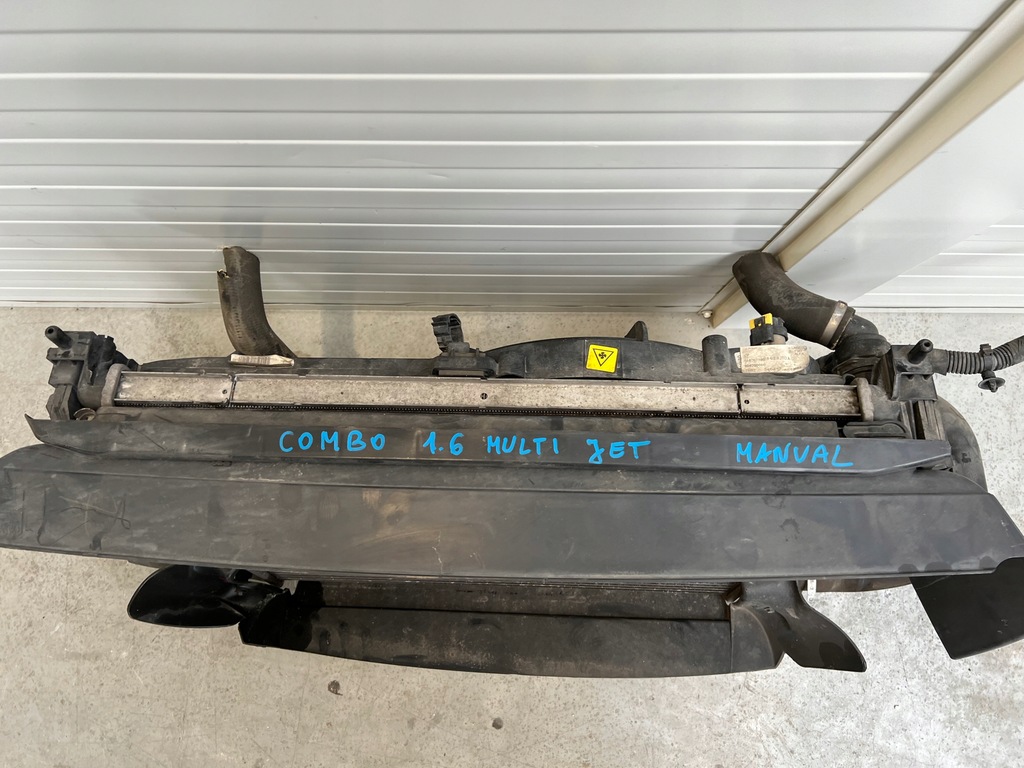 COMBO 1.6 MULTI JET MANUAL